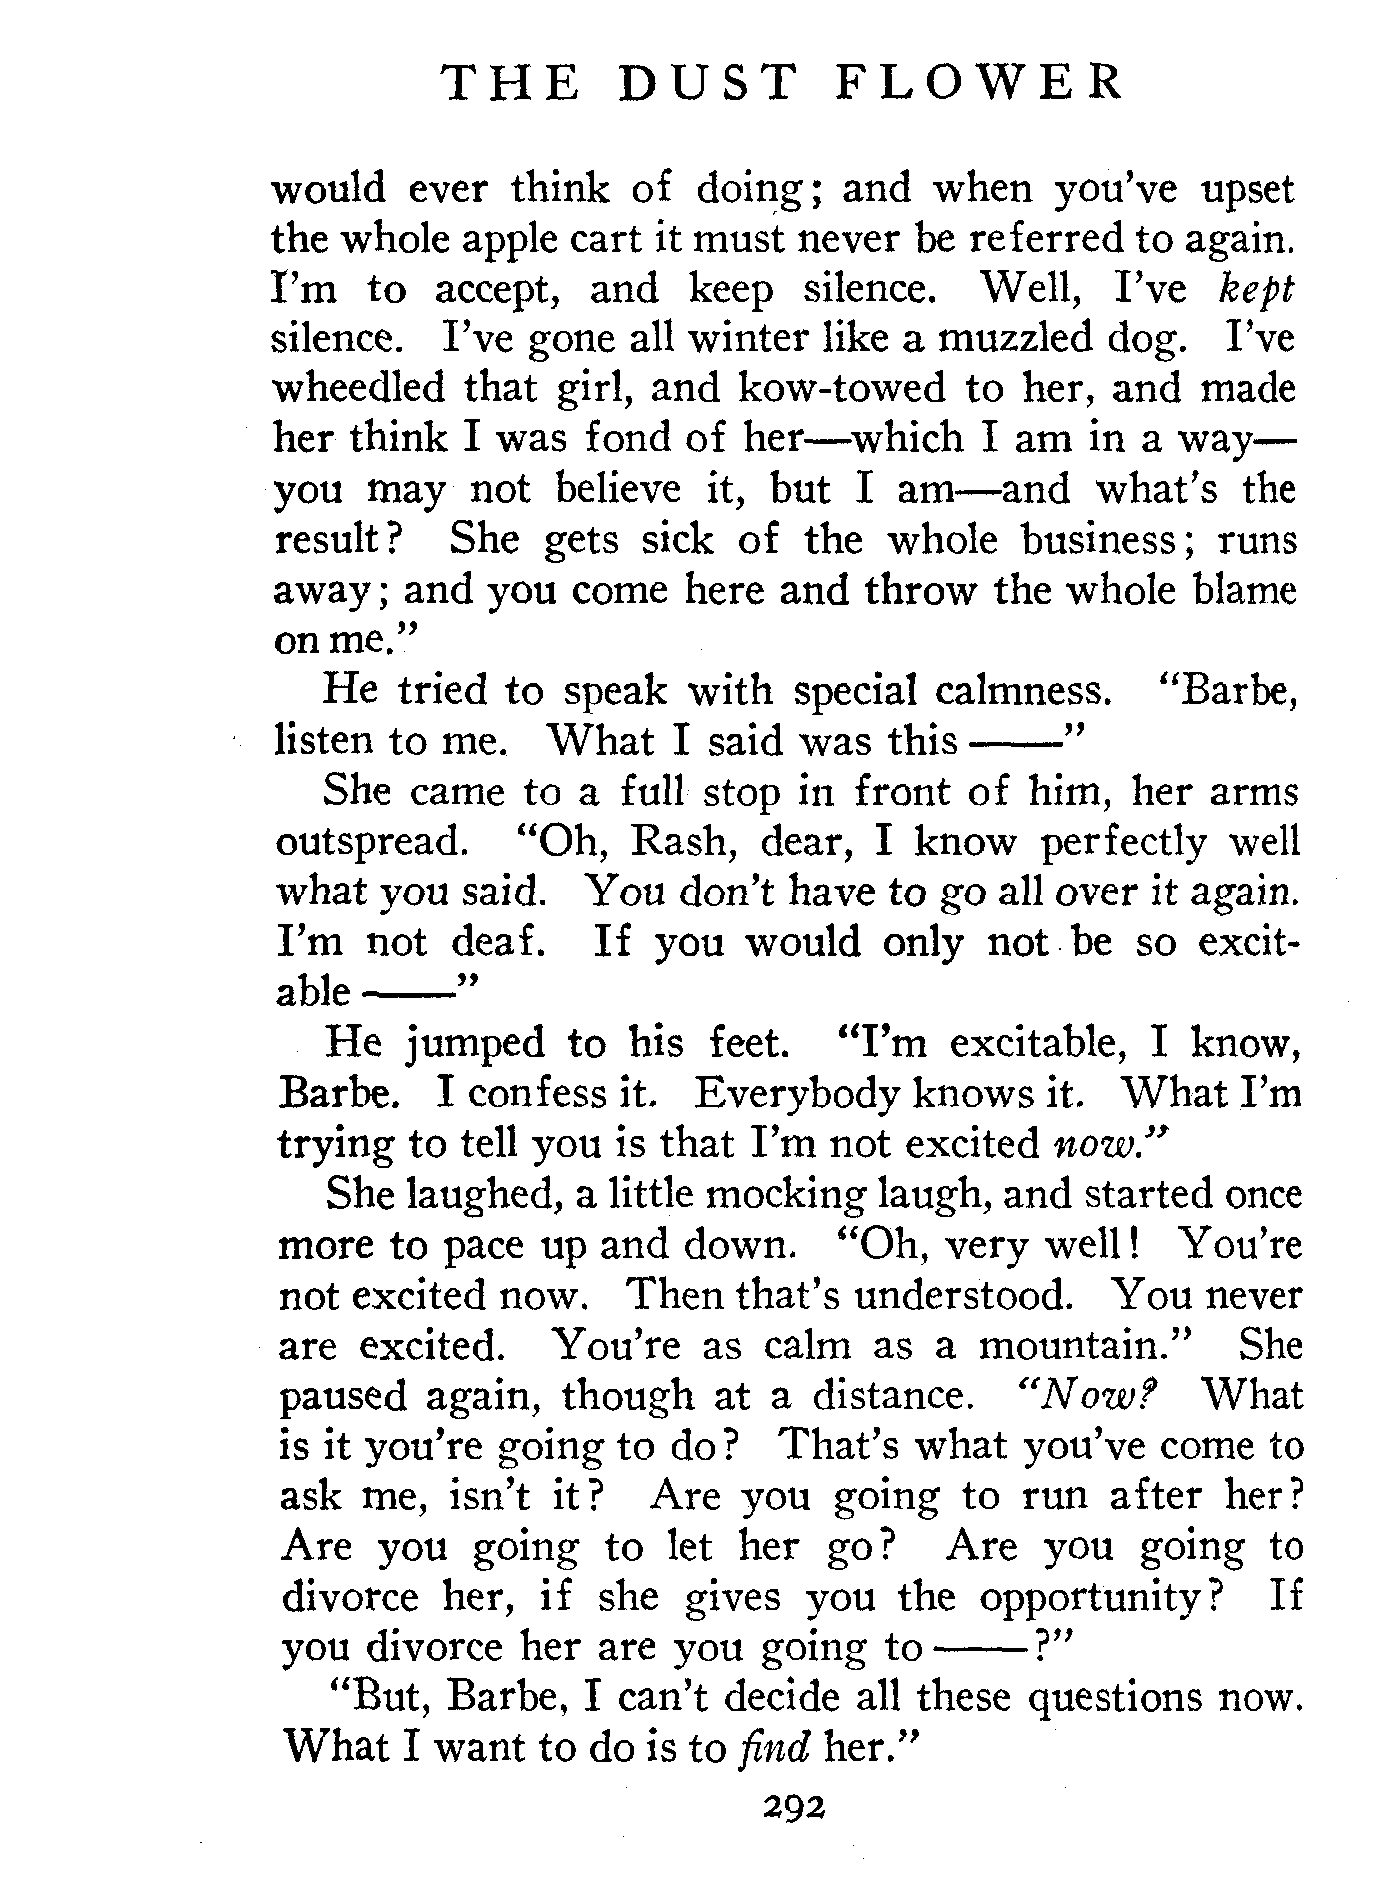 THE DUST FLOWER
would ever think of doing; and when you've upset
the whole apple cart it must never be referred to again.
I'm to accept, and keep silence. Well, I've kept
silence. I've gone all winter like a muzzled dog. I've
wheedled that girl, and kow-towed to her, and made
her think I was fond of her—which I am in a way—
you may not believe it, but I am—and what's the
result? She gets sick of the whole business; runs
away; and you come here and throw the whole blame
on me."
He tried to speak with special calmness. "Barbe,
listen to me. What I said was this ——"
She came to a full stop in front of him, her arms
outspread. "Oh, Rash, dear, I know perfectly well
what you said. You don't have to go all over it again.
I'm not deaf. If you would only not be so excit-
able ——"
He jumped to his feet. "I'm excitable, I know,
Barbe. I confess it. Everybody knows it. What I'm
trying to tell you is that I'm not excited now."
She laughed, a little mocking laugh, and started once
more to pace up and down. "Oh, very well! You're
not excited now. Then that's understood. You never
are excited. You're as calm as a mountain." She
paused again, though at a distance. "Now? What
is it you're going to do? That's what you've come to
ask me, isn't it? Are you going to run after her?
Are you going to let her go? Are you going to
divorce her, if she gives you the opportunity? If
you divorce her are you going to ——?"
"But, Barbe, I can't decide all these questions now.
What I want to do is to find her."
292